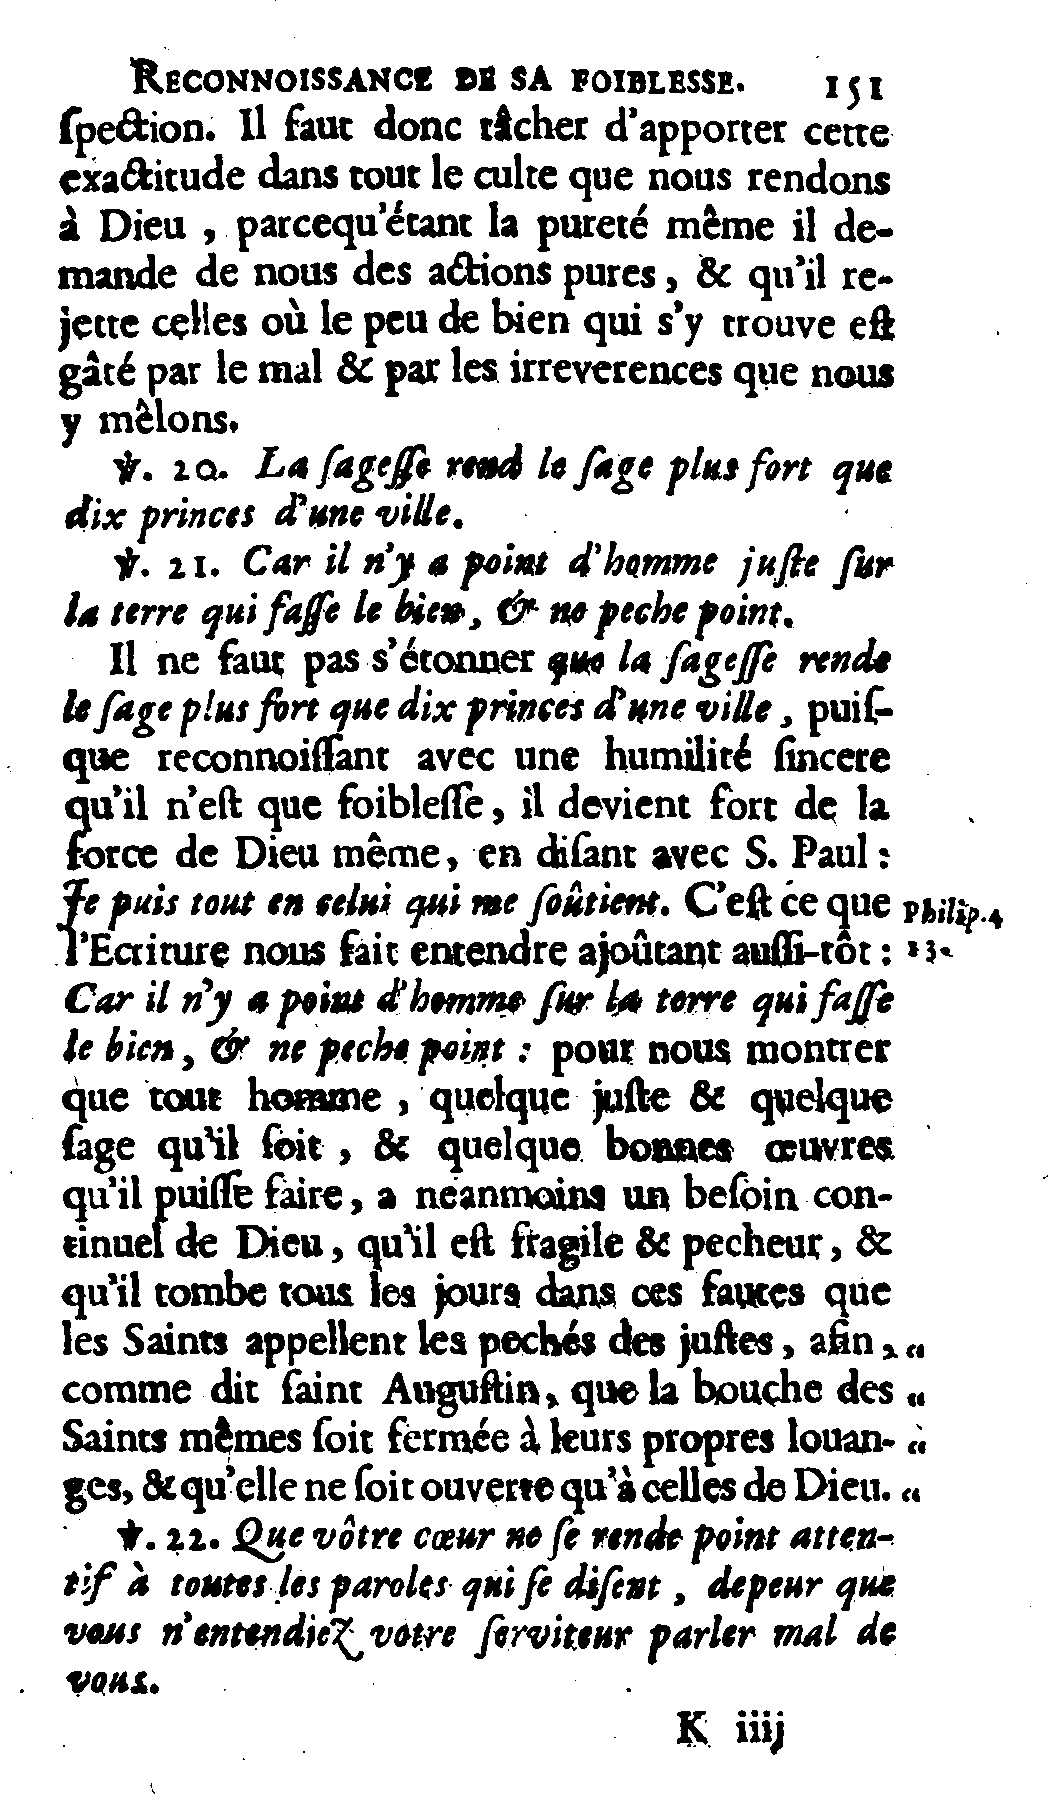 RECONNOISSANCE DE SA FOIBLESSE. 151
ſpection. Il faut donc tâcher d'apporter cette
exactitude dans tout le culte que nous rendons
à Dieu , parcequ'étant la pureté même il de-
mande de nous des actions pures, & qu'il re-
jette celles où le peu de bien qui s'y trouve eſt
gâté par le mal & par les irreverences que nous
y mêlons.
℣. 20. La ſageſſe rend le ſage plus fort que
dix princes d'une ville.
℣. 21. Car il n'y a point d'homme juſte ſur
la terre qui faſſe le bien, & ne peche point.
Il ne faut pas s'étonner que la ſageſſe rende
le ſage plus fort que dix princes d'une ville, puiſ-
que reconnoiſſant avec une humilité ſincere
qu'il n'eſt que foibleſſe, il devient fort de la
force de Dieu même, en diſant avec S. Paul :
Je puis tout en celui qui me ſoûtient. C'eſt ce que Philip. 4
l'Ecriture nous fait entendre ajoûtant auſſi-tôt : 13.
Car il n'y a point d'homme ſur la terre qui faſſe
le bien, & ne peche point : pour nous montrer
que tout homme , quelque juſte & quelque
ſage qu'il ſoit , & quelque bonnes œuvres
qu'il puiſſe faire, a neanmoins un beſoin con-
tinuel de Dieu, qu'il eſt fragile & pecheur, &
qu'il tombe tous les jours dans ces fautes que
les Saints appellent les pechés des juſtes, afin, “
comme dit ſaint Auguſtin, que la bouche des “
Saints mêmes ſoit fermée à leurs propres louan- “
ges, & qu'elle ne ſoit ouverte qu'à celles de Dieu. “
℣. 22. Que vôtre cœur ne ſe rende point atten-
tif à toutes les paroles qui ſe diſent, depeur que
vous n'entendiez votre ſerviteur parler mal de
vous.
K iiij